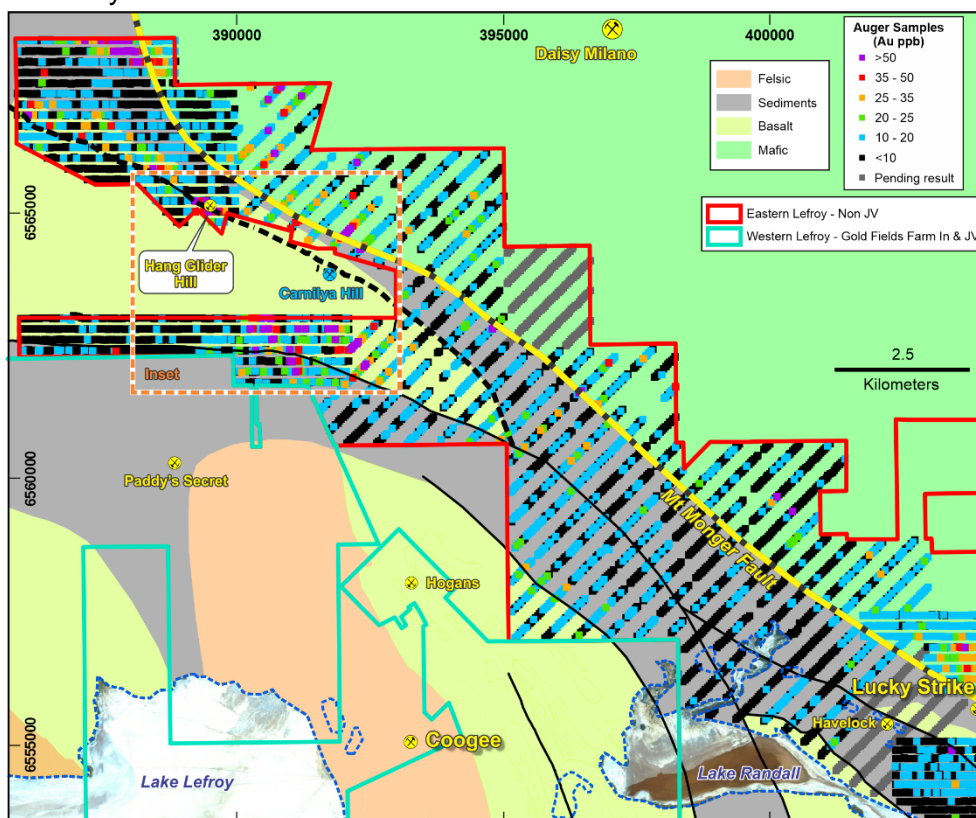 390000
395000
400000
Daisy Milano
Auger Samples
(Au ppb)
>50
35 - 50
25 - 35
20 - 25
10 - 20
<10
Pending result
Felsic
Sediments
Basalt
Mafic
Eastern Lefroy - Non JV
Western Lefroy - Gold Fields Farm In & JV
6565000
Hang Glider
Hill
Carnilya Hill
2.5
Kilometers
Inset
6560000
Paddy's Secret
Mt Monger Fault
Hogans
Lucky Strike
Havelock
6555000
Coogee
Lake Lefroy
Lake Randall